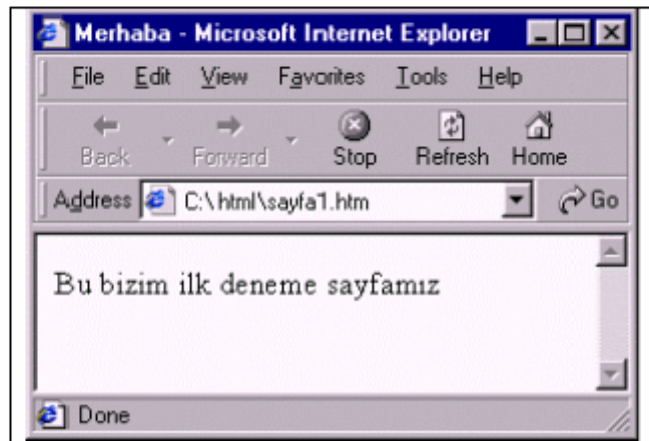 Merhaba - Microsoft Internet Explorer
File Edit View Favorites Tools Help
Back Forward Stop Refresh Home
Address C:\html\sayfa1.htm Go
Bu bizim ilk deneme sayfamız
Done